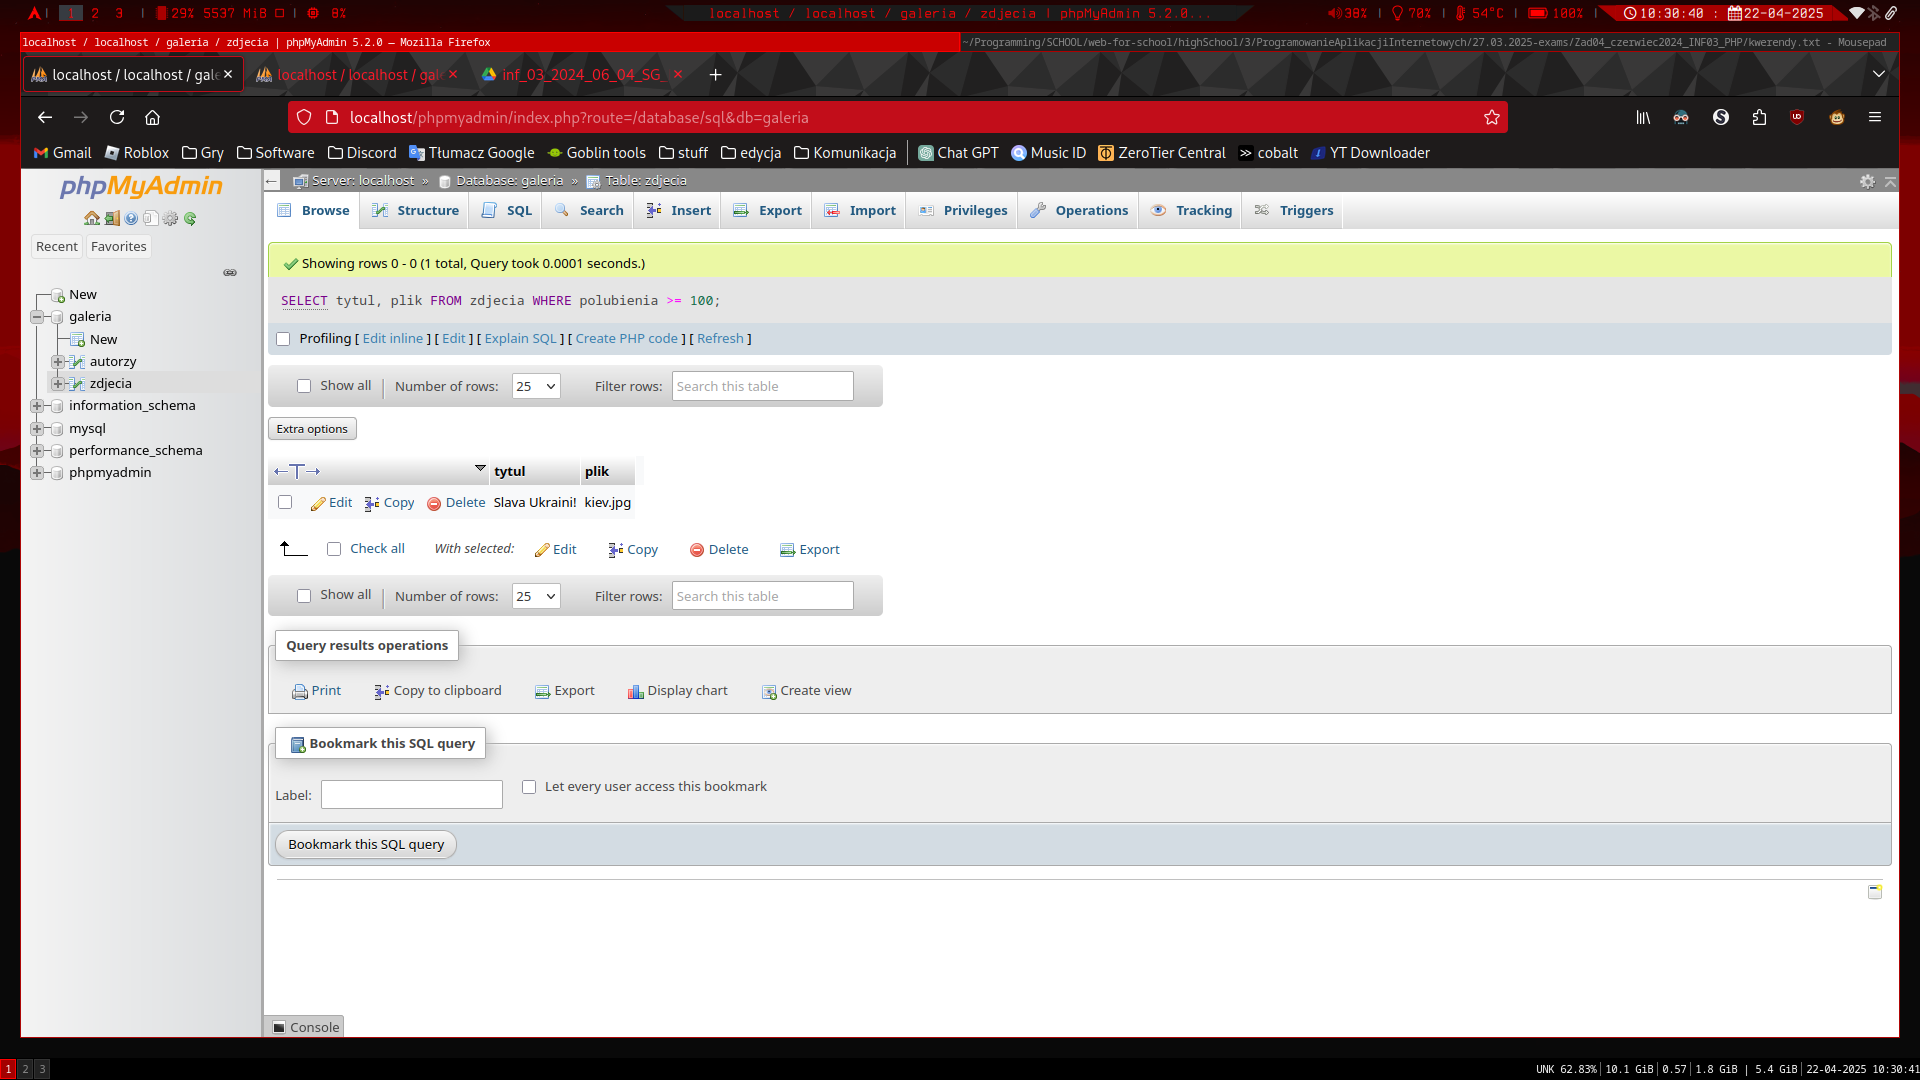 1 2 3 29% 5537 MiB 8% localhost / localhost / galeria / zdjecia | phpMyAdmin 5.2.0... 38% 70% 54°C 100% 10:30:40 : 22-04-2025
localhost / localhost / galeria / zdjecia | phpMyAdmin 5.2.0 — Mozilla Firefox
~/Programming/SCHOOL/web-for-school/highSchool/3/ProgramowanieAplikacjiInternetowych/27.03.2025-exams/Zad04_czerwiec2024_INF03_PHP/kwerendy.txt - Mousepad
localhost / localhost / gale
localhost / localhost / gal
inf_03_2024_06_04_SG_
localhost/phpmyadmin/index.php?route=/database/sql&db=galeria
Gmail Roblox Gry Software Discord Tłumacz Google Goblin tools stuff edycja Komunikacja Chat GPT Music ID ZeroTier Central cobalt YT Downloader
phpMyAdmin
Recent Favorites
New
galeria
New
autorzy
zdjecia
information_schema
mysql
performance_schema
phpmyadmin
Server: localhost » Database: galeria » Table: zdjecia
Browse Structure SQL Search Insert Export Import Privileges Operations Tracking Triggers
Showing rows 0 - 0 (1 total, Query took 0.0001 seconds.)
SELECT tytul, plik FROM zdjecia WHERE polubienia >= 100;
Profiling [ Edit inline ] [ Edit ] [ Explain SQL ] [ Create PHP code ] [ Refresh ]
Show all Number of rows: 25 Filter rows: Search this table
Extra options
←T→ tytul plik
Edit Copy Delete Slava Ukraini! kiev.jpg
Check all With selected: Edit Copy Delete Export
Show all Number of rows: 25 Filter rows: Search this table
Query results operations
Print Copy to clipboard Export Display chart Create view
Bookmark this SQL query
Label: Let every user access this bookmark
Bookmark this SQL query
Console
1 2 3
UNK 62.83% | 10.1 GiB | 0.57 | 1.8 GiB | 5.4 GiB | 22-04-2025 10:30:41